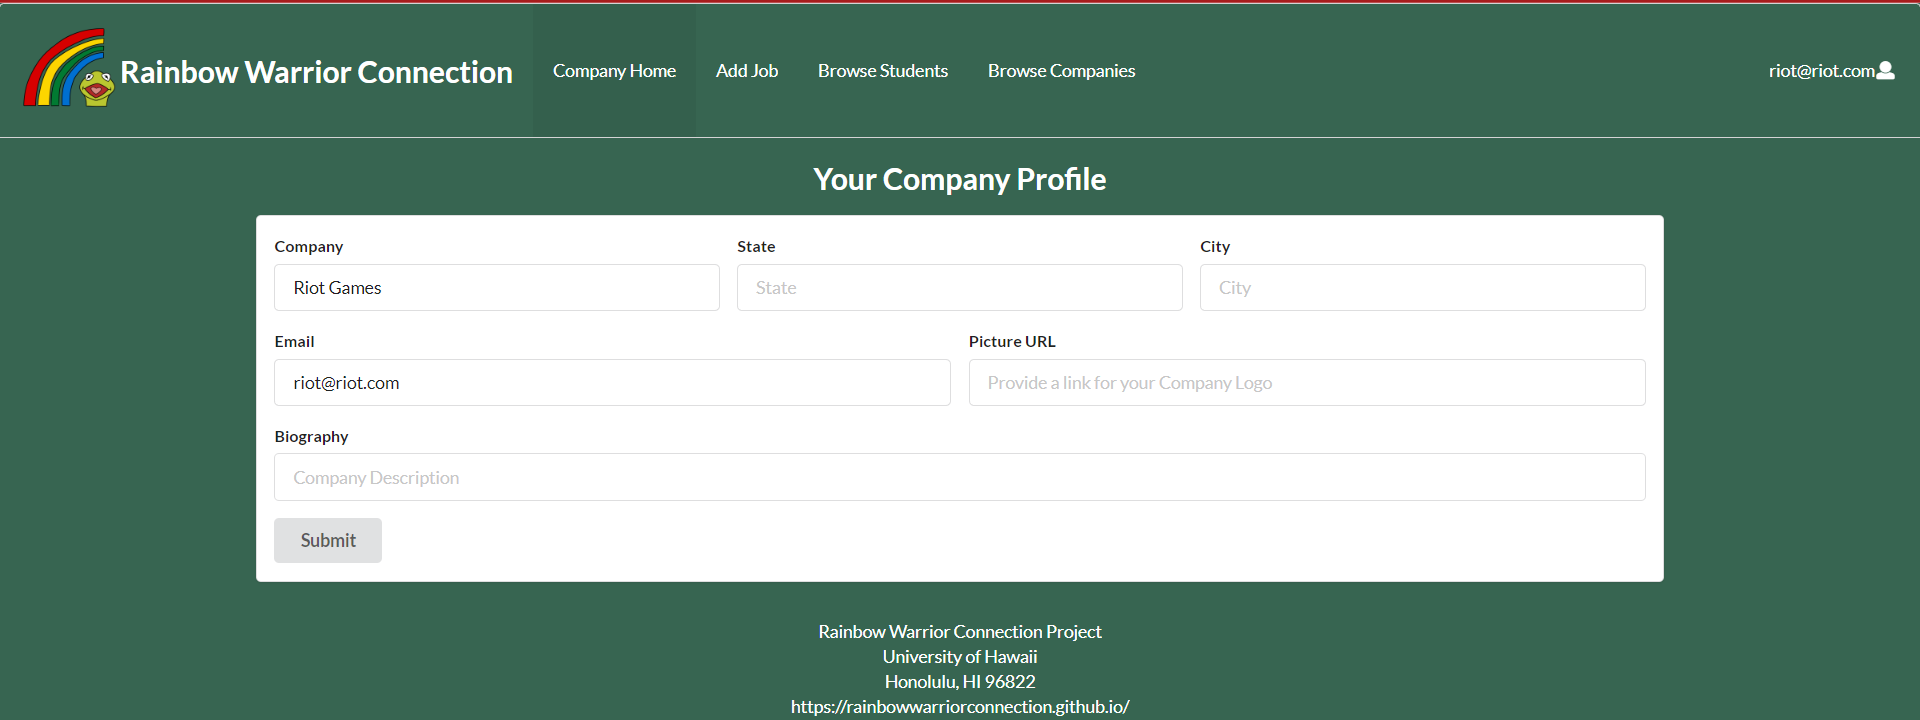 Rainbow Warrior Connection Company Home Add Job Browse Students Browse Companies riot@riot.com
Your Company Profile
Company State City
Riot Games State City
Email Picture URL
riot@riot.com Provide a link for your Company Logo
Biography
Company Description
Submit
Rainbow Warrior Connection Project
University of Hawaii
Honolulu, HI 96822
https://rainbowwarriorconnection.github.io/